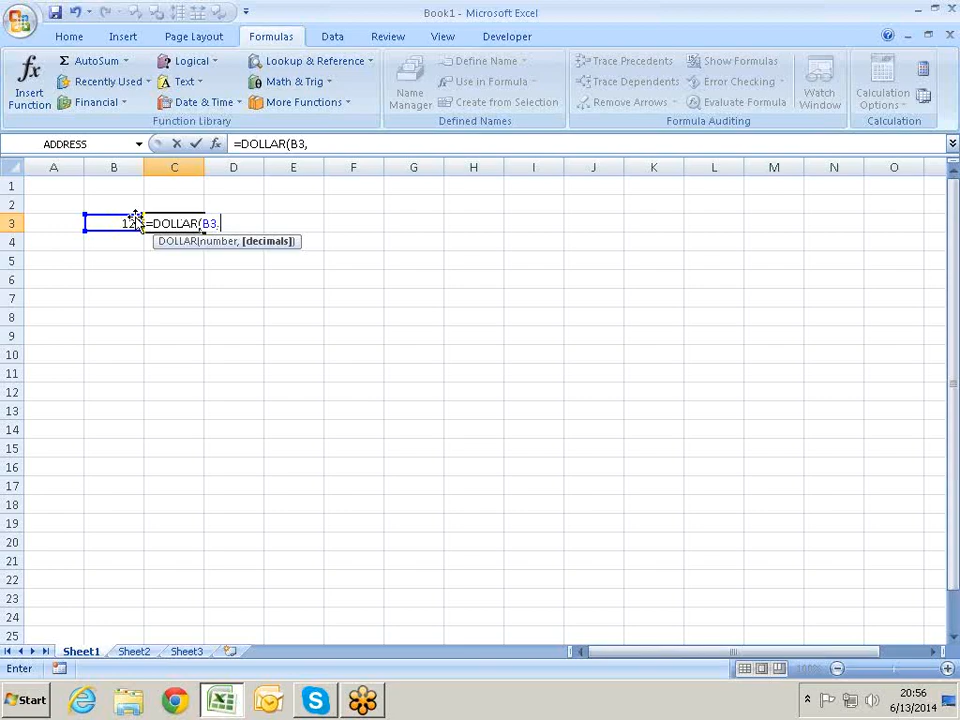 Book1 - Microsoft Excel
Home Insert Page Layout Formulas Data Review View Developer
AutoSum Logical Lookup & Reference Define Name Trace Precedents Show Formulas
Recently Used Text Math & Trig Use in Formula Trace Dependents Error Checking
Financial Date & Time More Functions Create from Selection Remove Arrows Evaluate Formula
Insert Function Name Manager Watch Window Calculation Options
Function Library Defined Names Formula Auditing Calculation
ADDRESS fx =DOLLAR(B3,
A B C D E F G H I J K L M N O
1
2
3 12 =DOLLAR(B3,
DOLLAR(number, [decimals])
4
5
6
7
8
9
10
11
12
13
14
15
16
17
18
19
20
21
22
23
24
25
Sheet1 Sheet2 Sheet3
Enter 100%
Start 20:56
6/13/2014